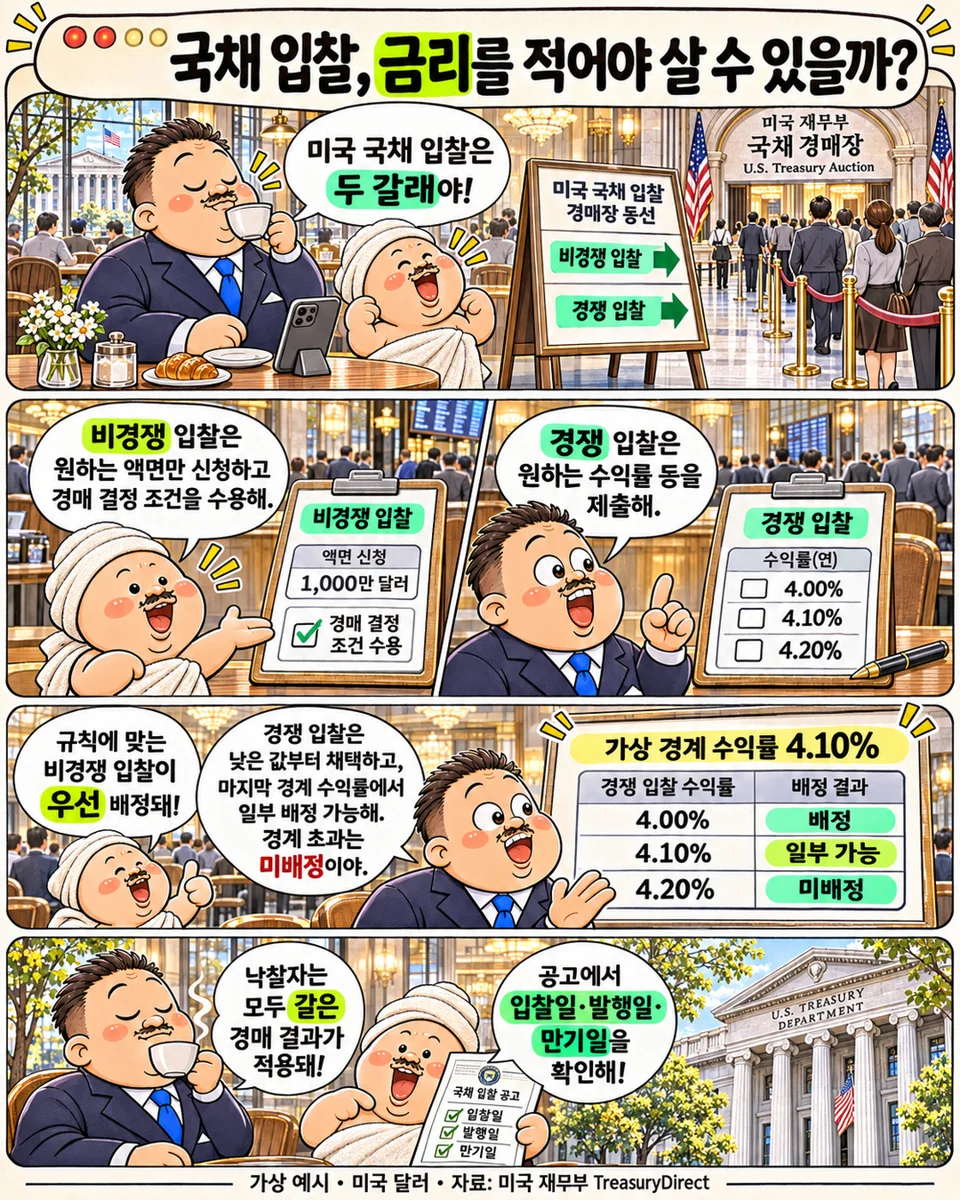 국채 입찰, 금리를 적어야 살 수 있을까?
미국 국채 입찰은
두 갈래야!
미국 국채 입찰
경매장 동선
비경쟁 입찰
경쟁 입찰
미국 재무부
국채 경매장
U.S. Treasury Auction
비경쟁 입찰은
원하는 액면만 신청하고
경매 결정 조건을 수용해.
비경쟁 입찰
액면 신청
1,000만 달러
경매 결정
조건 수용
경쟁 입찰은
원하는 수익률 등을
제출해.
경쟁 입찰
수익률(연)
4.00%
4.10%
4.20%
규칙에 맞는
비경쟁 입찰이
우선 배정돼!
경쟁 입찰은
낮은 값부터 채택하고,
마지막 경계 수익률에서
일부 배정 가능해.
경계 초과는
미배정이야.
가상 경계 수익률 4.10%
경쟁 입찰 수익률 배정 결과
4.00% 배정
4.10% 일부 가능
4.20% 미배정
낙찰자는
모두 같은
경매 결과가
적용돼!
공고에서
입찰일·발행일·
만기일을
확인해!
국채 입찰 공고
입찰일
발행일
만기일
U.S. TREASURY
DEPARTMENT
가상 예시 • 미국 달러 • 자료: 미국 재무부 TreasuryDirect